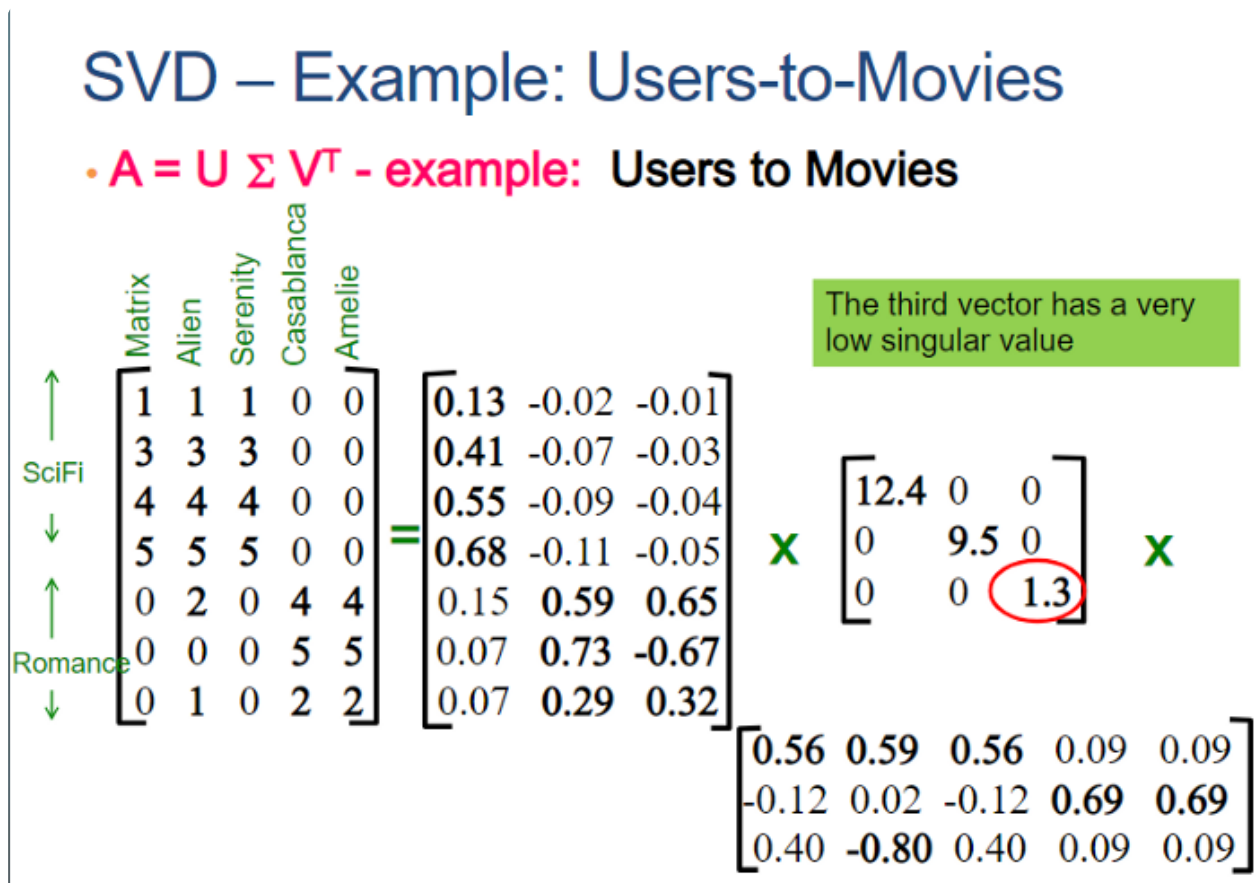 SVD – Example: Users-to-Movies
• A = U Σ Vᵀ - example: Users to Movies
Matrix
Alien
Serenity
Casablanca
Amelie
The third vector has a very
low singular value
SciFi
Romance
1 1 1 0 0
3 3 3 0 0
4 4 4 0 0
5 5 5 0 0
0 2 0 4 4
0 0 0 5 5
0 1 0 2 2
=
0.13 -0.02 -0.01
0.41 -0.07 -0.03
0.55 -0.09 -0.04
0.68 -0.11 -0.05
0.15 0.59 0.65
0.07 0.73 -0.67
0.07 0.29 0.32
x
12.4 0 0
0 9.5 0
0 0 1.3
x
0.56 0.59 0.56 0.09 0.09
-0.12 0.02 -0.12 0.69 0.69
0.40 -0.80 0.40 0.09 0.09